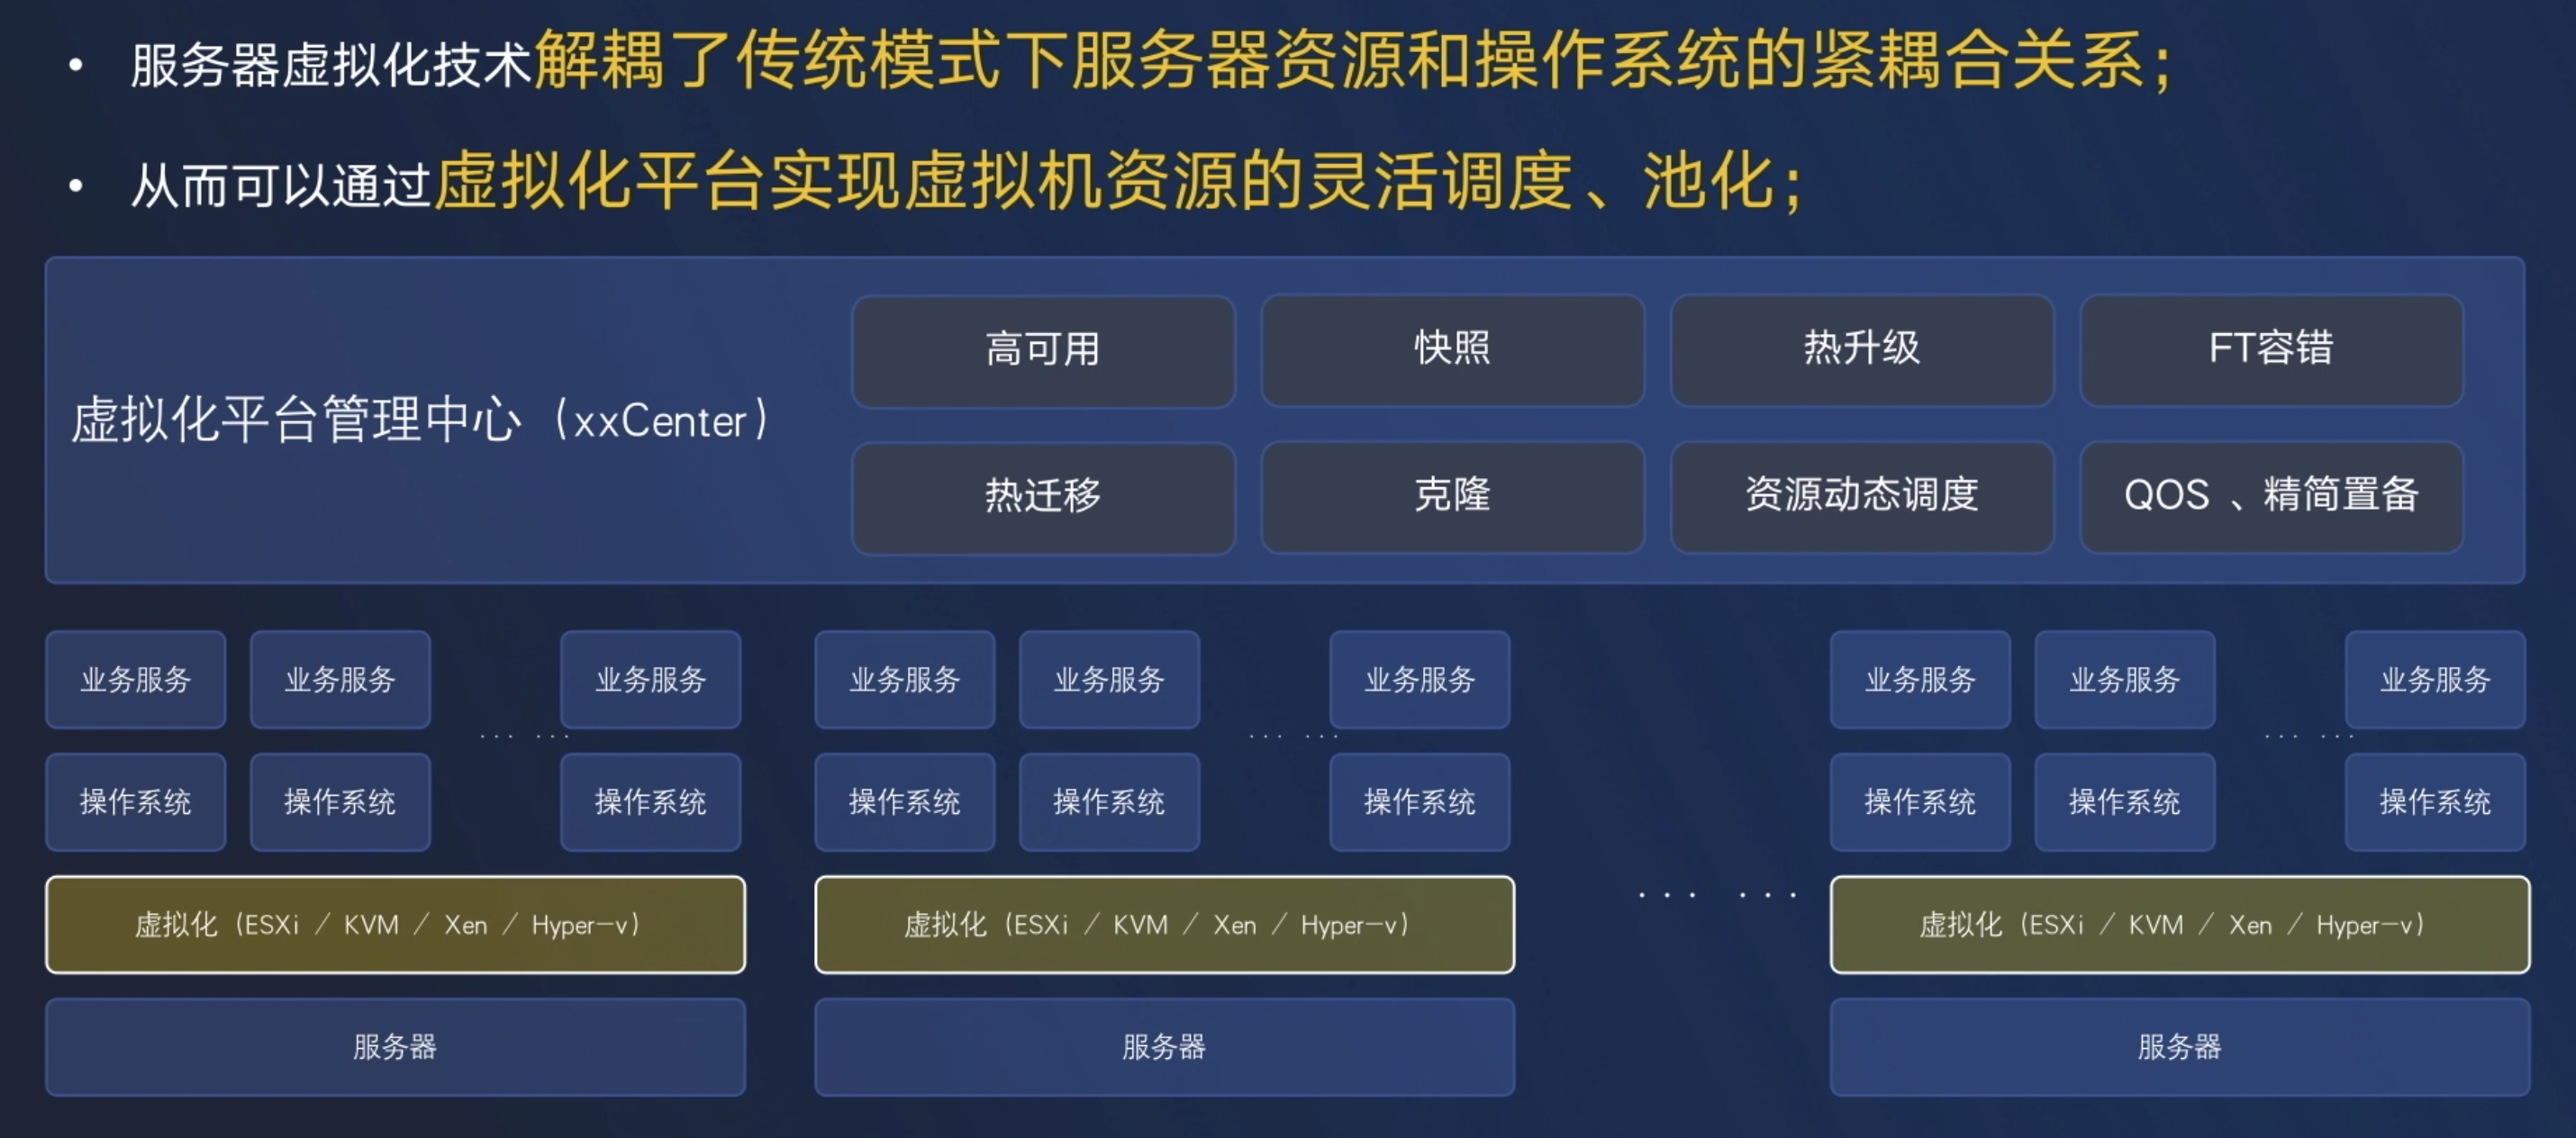 • 服务器虚拟化技术解耦了传统模式下服务器资源和操作系统的紧耦合关系；
• 从而可以通过虚拟化平台实现虚拟机资源的灵活调度、池化；
虚拟化平台管理中心（xxCenter）
高可用 快照 热升级 FT容错
热迁移 克隆 资源动态调度 QOS 、精简置备
业务服务 业务服务 业务服务 业务服务 业务服务 业务服务 业务服务 业务服务 业务服务
... ... ... ... ... ...
操作系统 操作系统 操作系统 操作系统 操作系统 操作系统 操作系统 操作系统 操作系统
... ...
虚拟化（ESXi / KVM / Xen / Hyper-v） 虚拟化（ESXi / KVM / Xen / Hyper-v） 虚拟化（ESXi / KVM / Xen / Hyper-v）
服务器 服务器 服务器